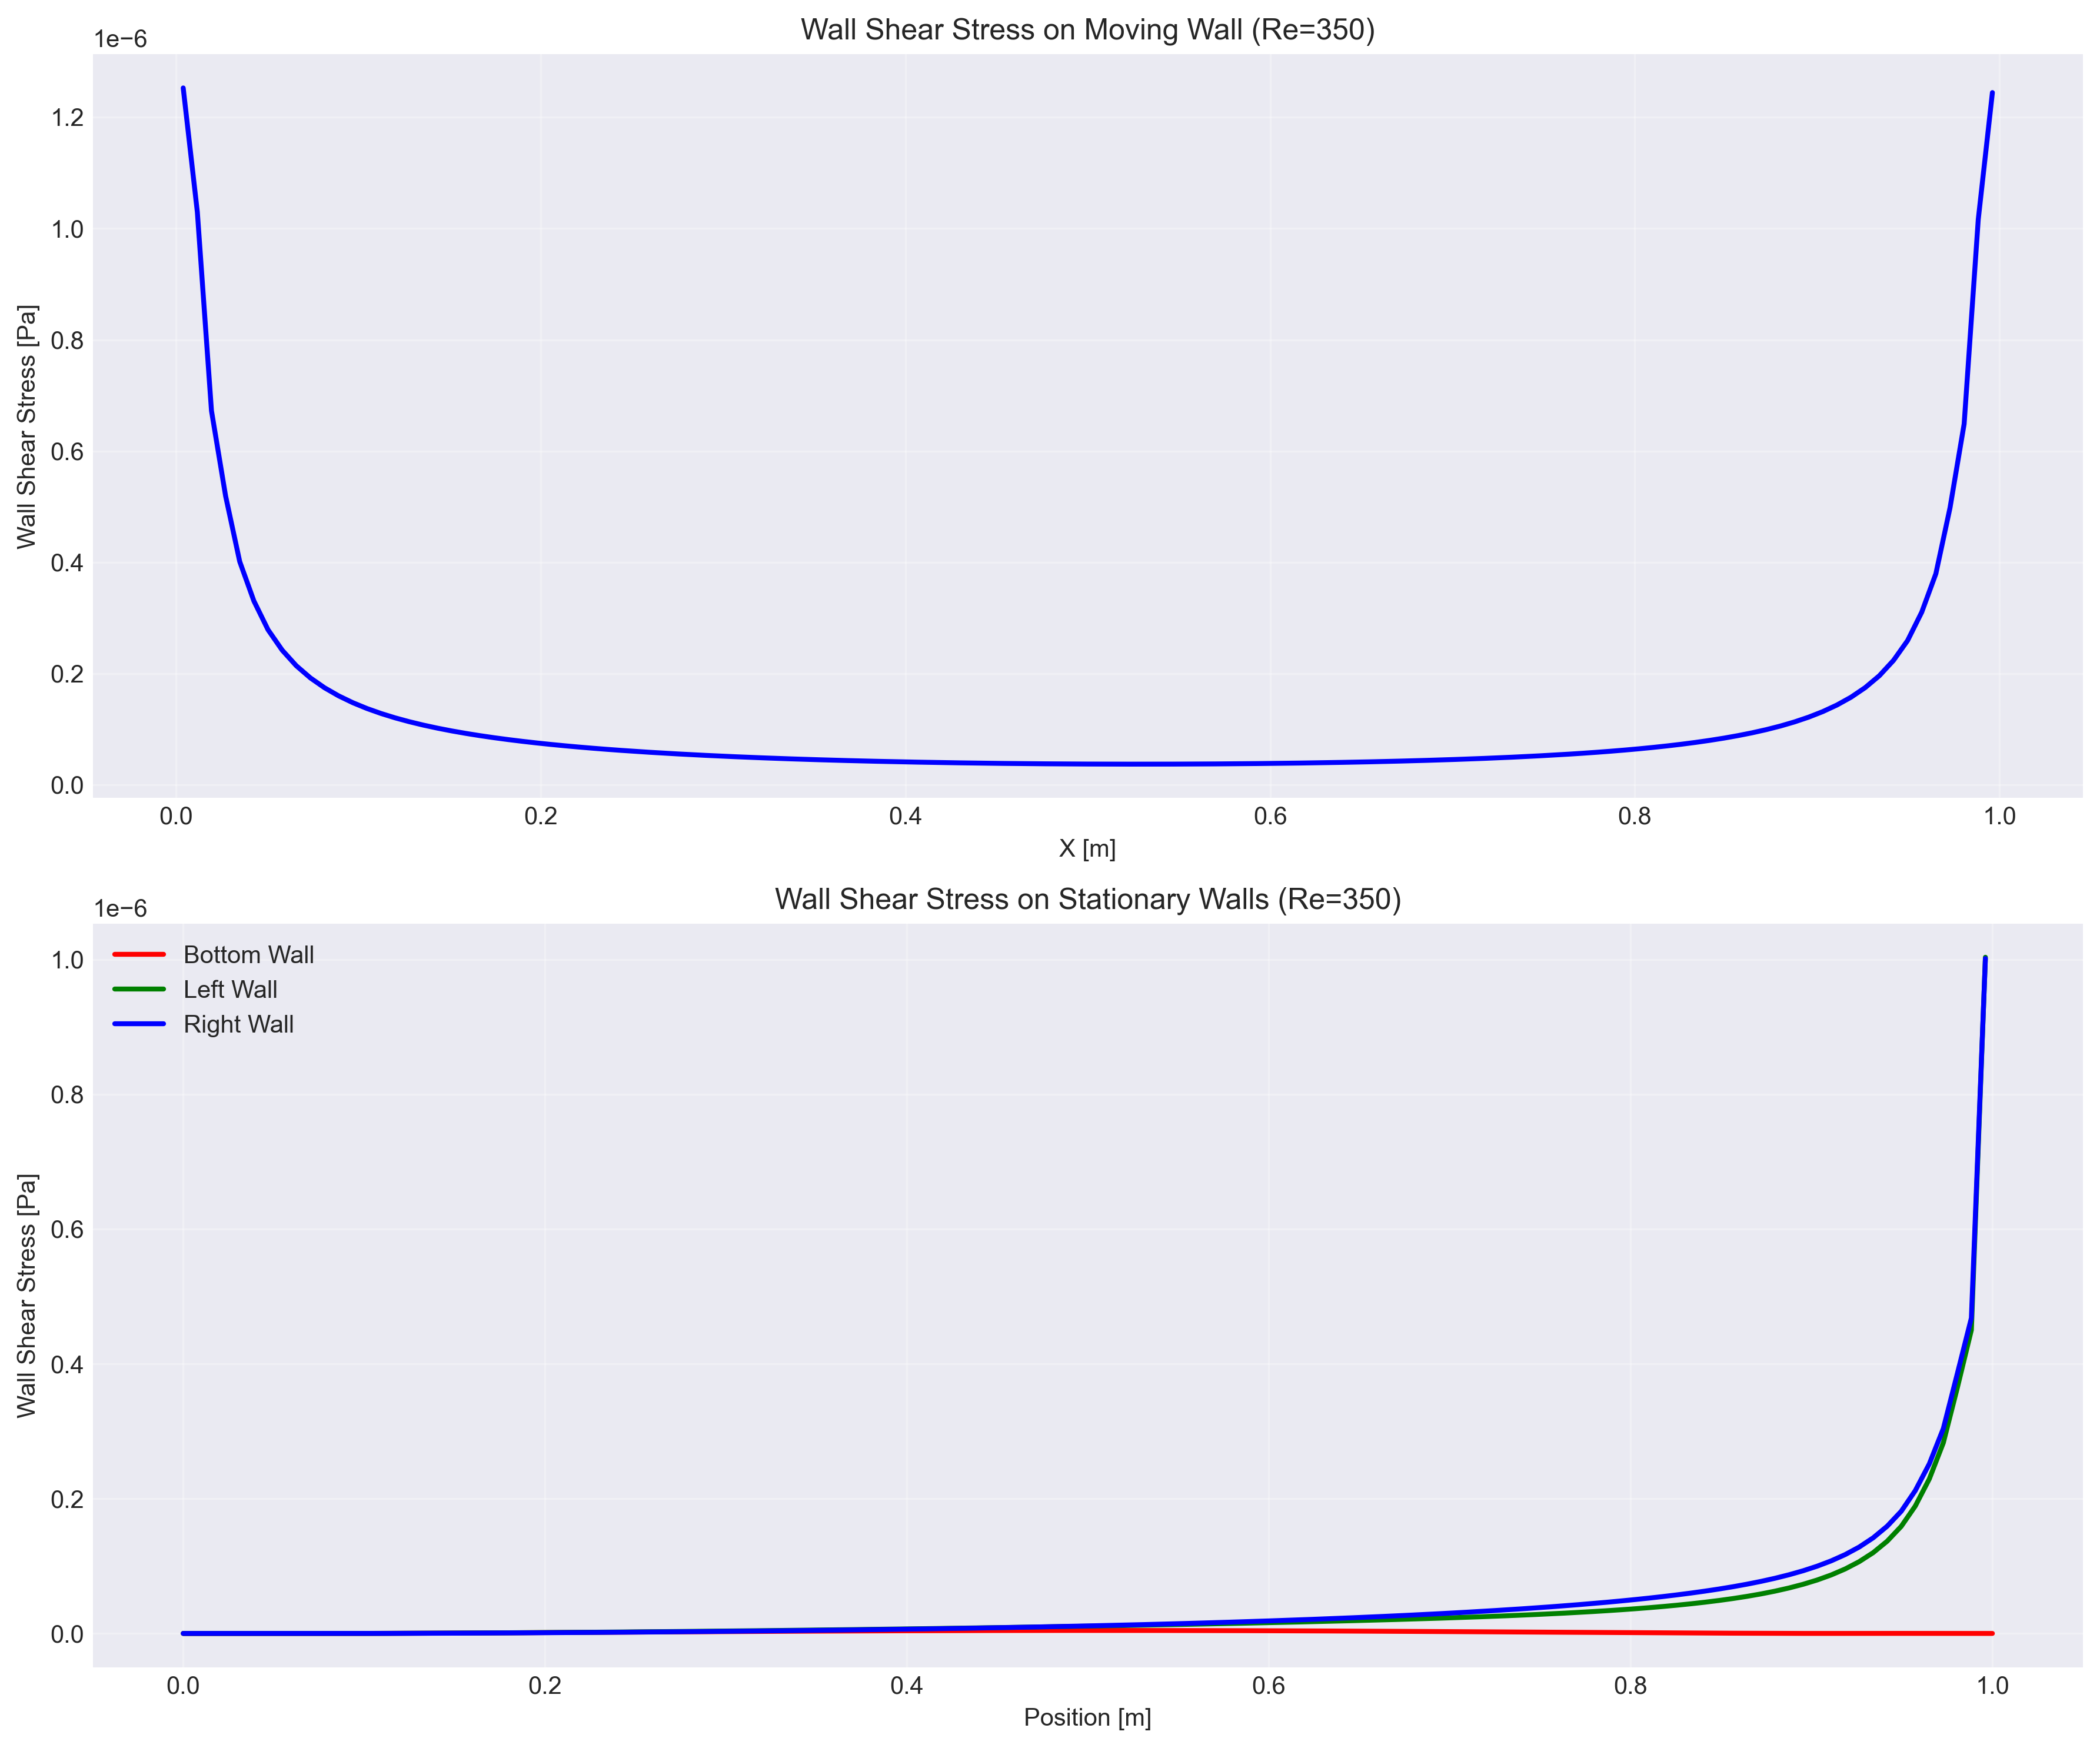 Wall Shear Stress on Moving Wall (Re=350)
1e−6
1.2
1.0
0.8
0.6
0.4
0.2
0.0
Wall Shear Stress [Pa]
0.0 0.2 0.4 0.6 0.8 1.0
X [m]
Wall Shear Stress on Stationary Walls (Re=350)
1e−6
Bottom Wall
Left Wall
Right Wall
1.0
0.8
0.6
0.4
0.2
0.0
Wall Shear Stress [Pa]
0.0 0.2 0.4 0.6 0.8 1.0
Position [m]